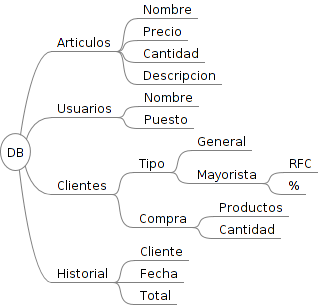 DB
Articulos
Nombre
Precio
Cantidad
Descripcion
Usuarios
Nombre
Puesto
Clientes
Tipo
General
Mayorista
RFC
%
Compra
Productos
Cantidad
Historial
Cliente
Fecha
Total